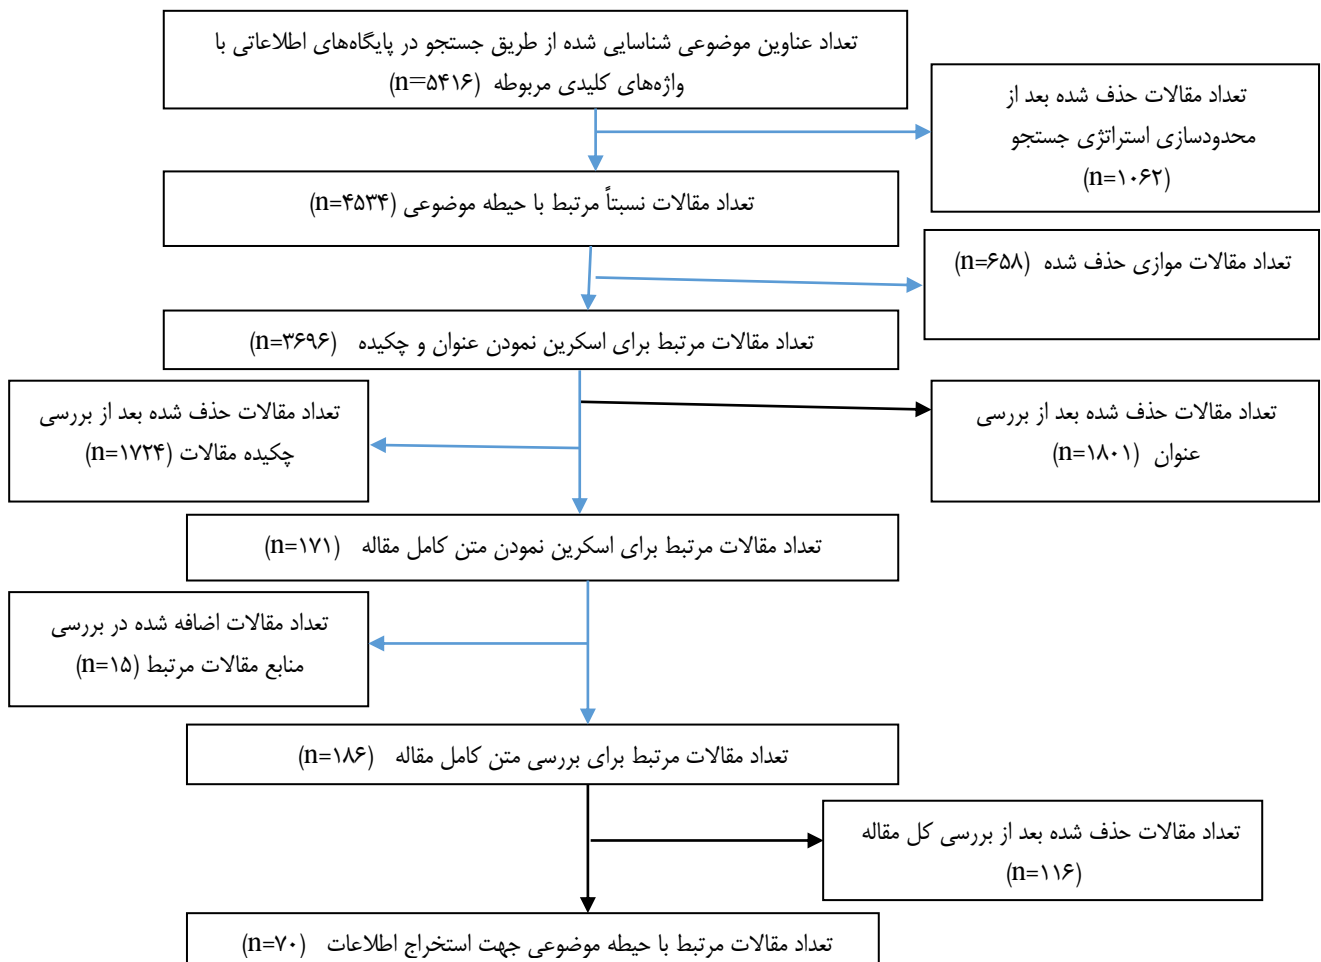 تعداد عناوین موضوعی شناسایی شده از طریق جستجو در پایگاه‌های اطلاعاتی با
واژه‌های کلیدی مربوطه (n=۵۴۱۶)
تعداد مقالات حذف شده بعد از
محدودسازی استراتژی جستجو
(n=۱۰۶۲)
تعداد مقالات نسبتاً مرتبط با حیطه موضوعی (n=۴۵۳۴)
تعداد مقالات موازی حذف شده (n=۶۵۸)
تعداد مقالات مرتبط برای اسکرین نمودن عنوان و چکیده (n=۳۶۹۶)
تعداد مقالات حذف شده بعد از بررسی
عنوان (n=۱۸۰۱)
تعداد مقالات حذف شده بعد از بررسی
چکیده مقالات (n=۱۷۲۴)
تعداد مقالات مرتبط برای اسکرین نمودن متن کامل مقاله (n=۱۷۱)
تعداد مقالات اضافه شده در بررسی
منابع مقالات مرتبط (n=۱۵)
تعداد مقالات مرتبط برای بررسی متن کامل مقاله (n=۱۸۶)
تعداد مقالات حذف شده بعد از بررسی کل مقاله
(n=۱۱۶)
تعداد مقالات مرتبط با حیطه موضوعی جهت استخراج اطلاعات (n=۷۰)